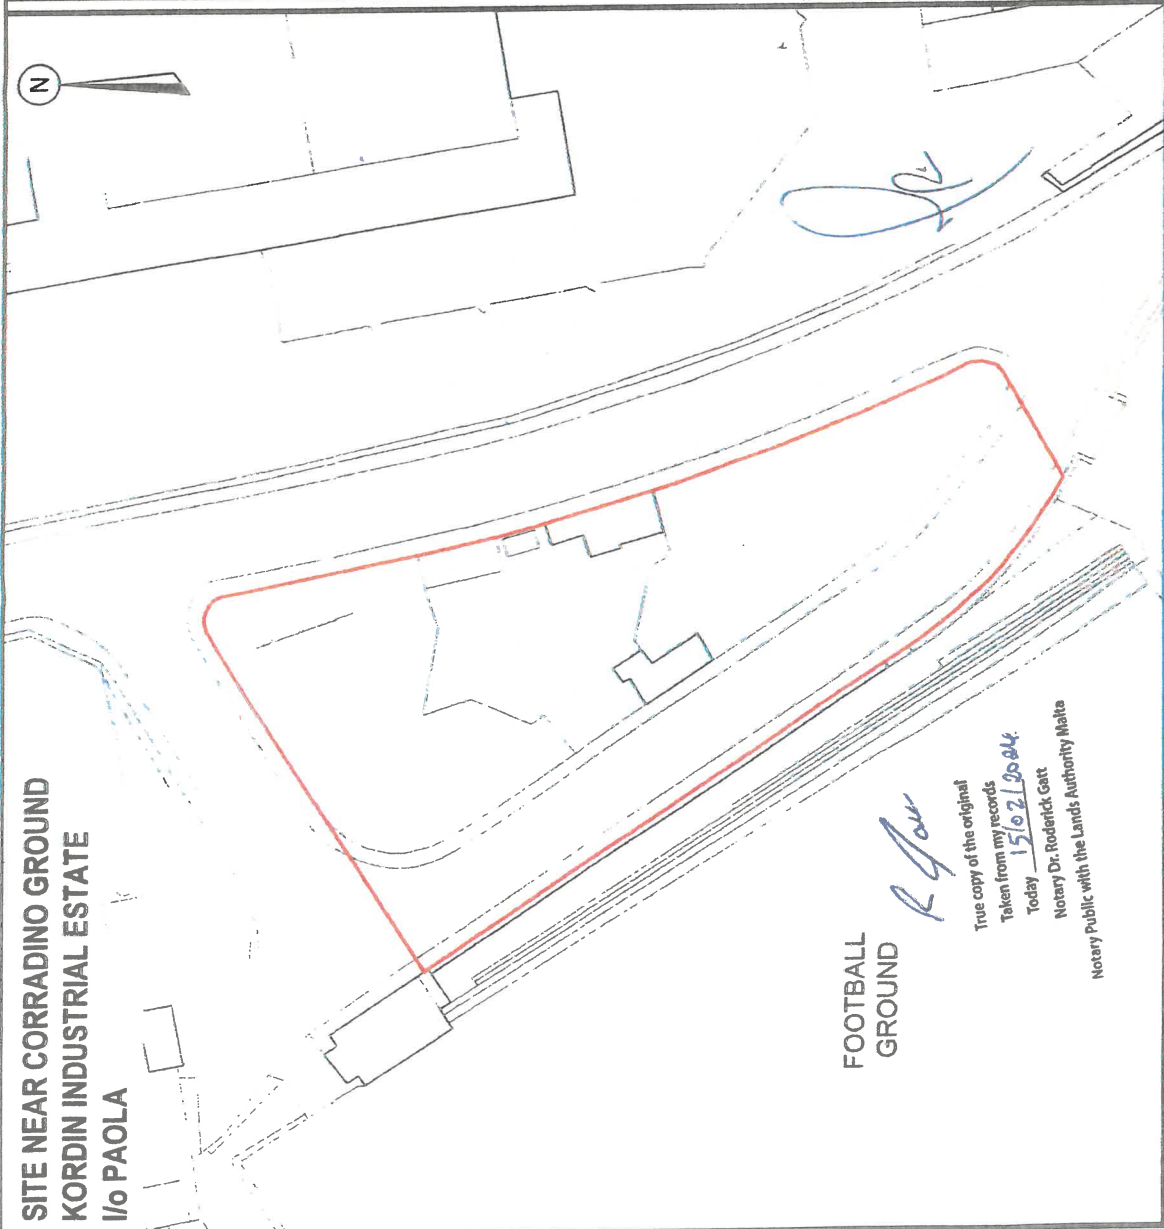 SITE NEAR CORRADINO GROUND
KORDIN INDUSTRIAL ESTATE
l/o PAOLA
N
FOOTBALL
GROUND
True copy of the original
Taken from my records
Today 15/02/2024.
Notary Dr. Roderick Gatt
Notary Public with the Lands Authority Malta